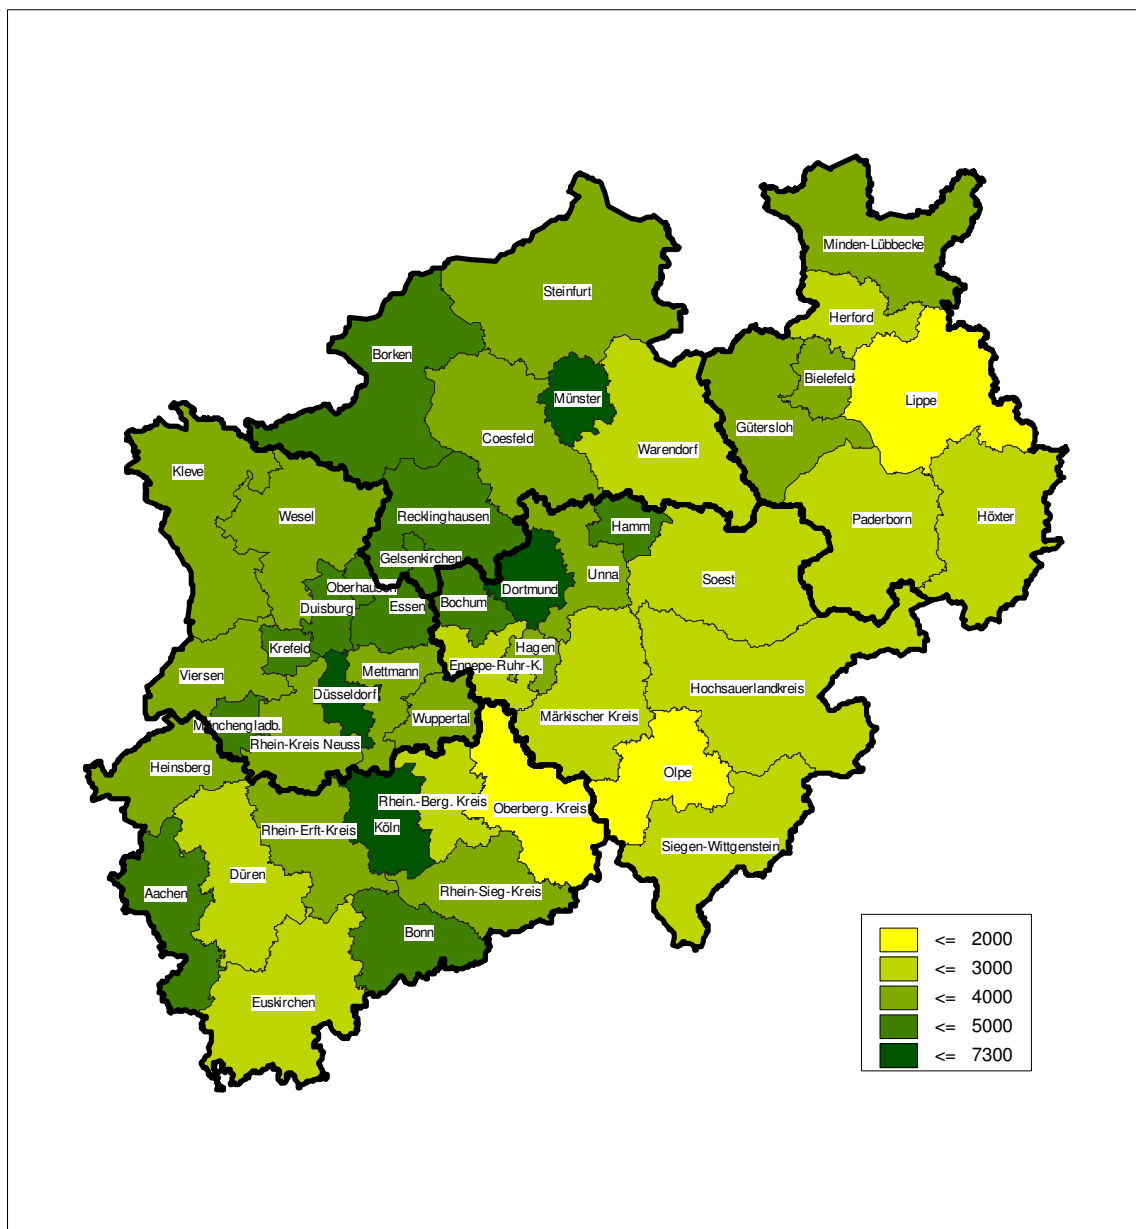 Minden-Lübbecke
Steinfurt
Herford
Borken
Bielefeld
Münster
Lippe
Gütersloh
Coesfeld
Warendorf
Kleve
Wesel
Recklinghausen
Hamm
Paderborn
Höxter
Gelsenkirchen
Unna
Soest
Oberhausen
Dortmund
Duisburg
Essen
Bochum
Krefeld
Hagen
Ennepe-Ruhr-K.
Viersen
Mettmann
Düsseldorf
Hochsauerlandkreis
Wuppertal
Märkischer Kreis
Mönchengladb.
Rhein-Kreis Neuss
Heinsberg
Olpe
Rhein.-Berg. Kreis
Oberberg. Kreis
Köln
Rhein-Erft-Kreis
Siegen-Wittgenstein
Düren
Aachen
Rhein-Sieg-Kreis
Bonn
Euskirchen
<= 2000
<= 3000
<= 4000
<= 5000
<= 7300